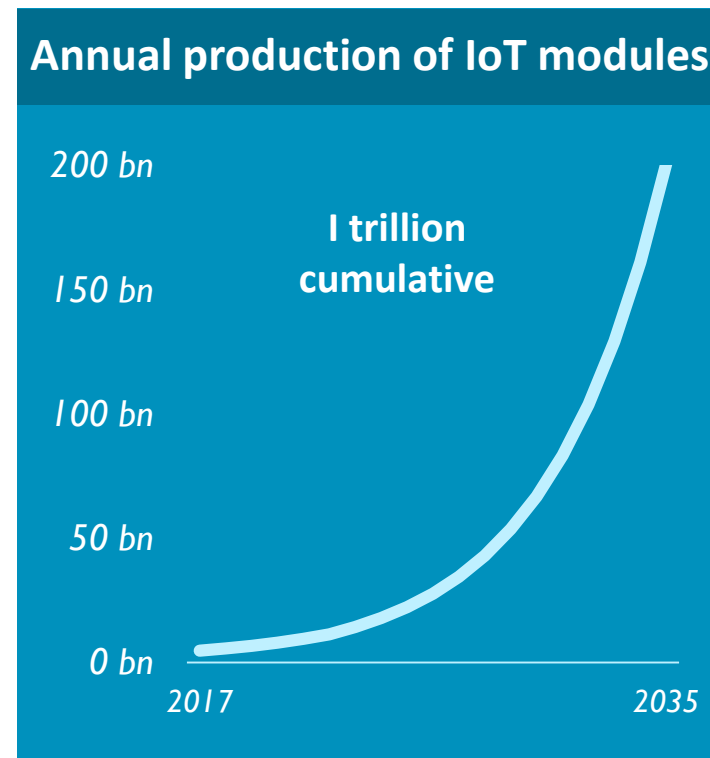 Annual production of IoT modules
200 bn
1 trillion
cumulative
150 bn
100 bn
50 bn
0 bn
2017
2035